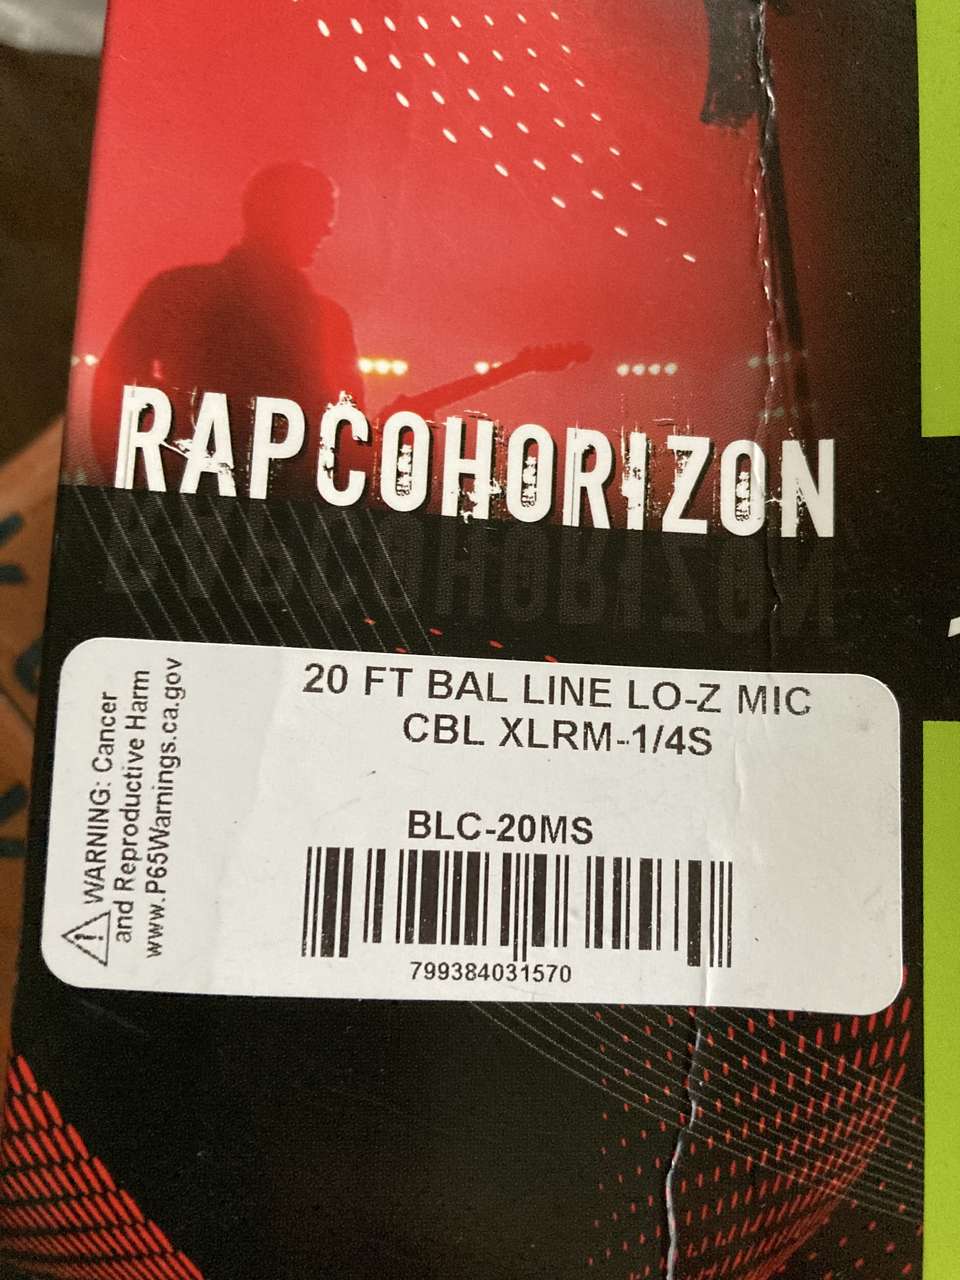 RAPCOHORIZON
20 FT BAL LINE LO-Z MIC
CBL XLRM-1/4S
BLC-20MS
799384031570
WARNING: Cancer
and Reproductive Harm
www.P65Warnings.ca.gov